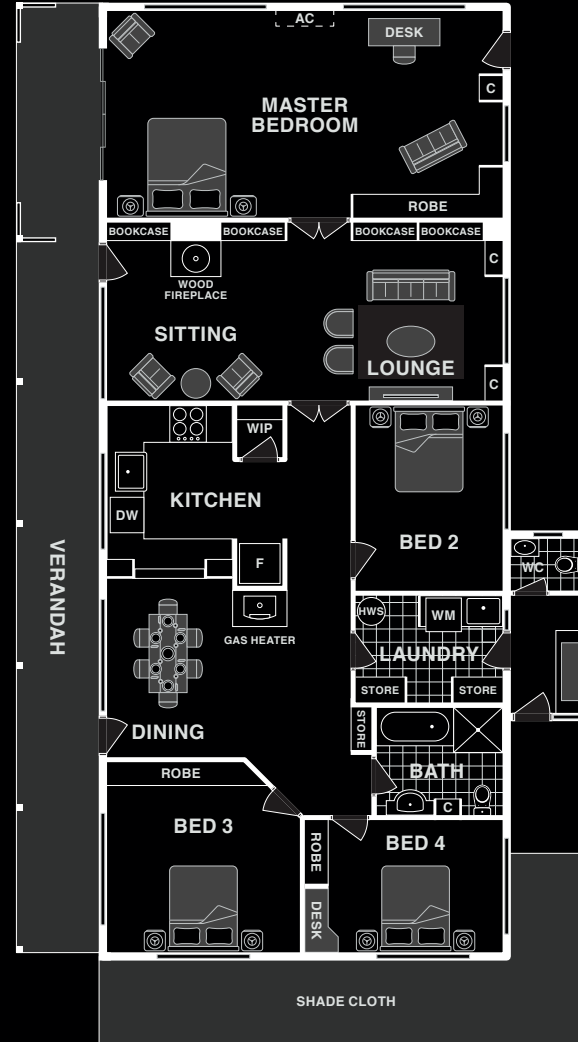 AC
DESK
C
MASTER
BEDROOM
ROBE
BOOKCASE
BOOKCASE
BOOKCASE
BOOKCASE
C
WOOD
FIREPLACE
SITTING
LOUNGE
C
WIP
KITCHEN
DW
BED 2
F
WC
VERANDAH
HWS
WM
GAS HEATER
LAUNDRY
STORE
STORE
STORE
DINING
BATH
ROBE
C
BED 3
ROBE
BED 4
DESK
SHADE CLOTH